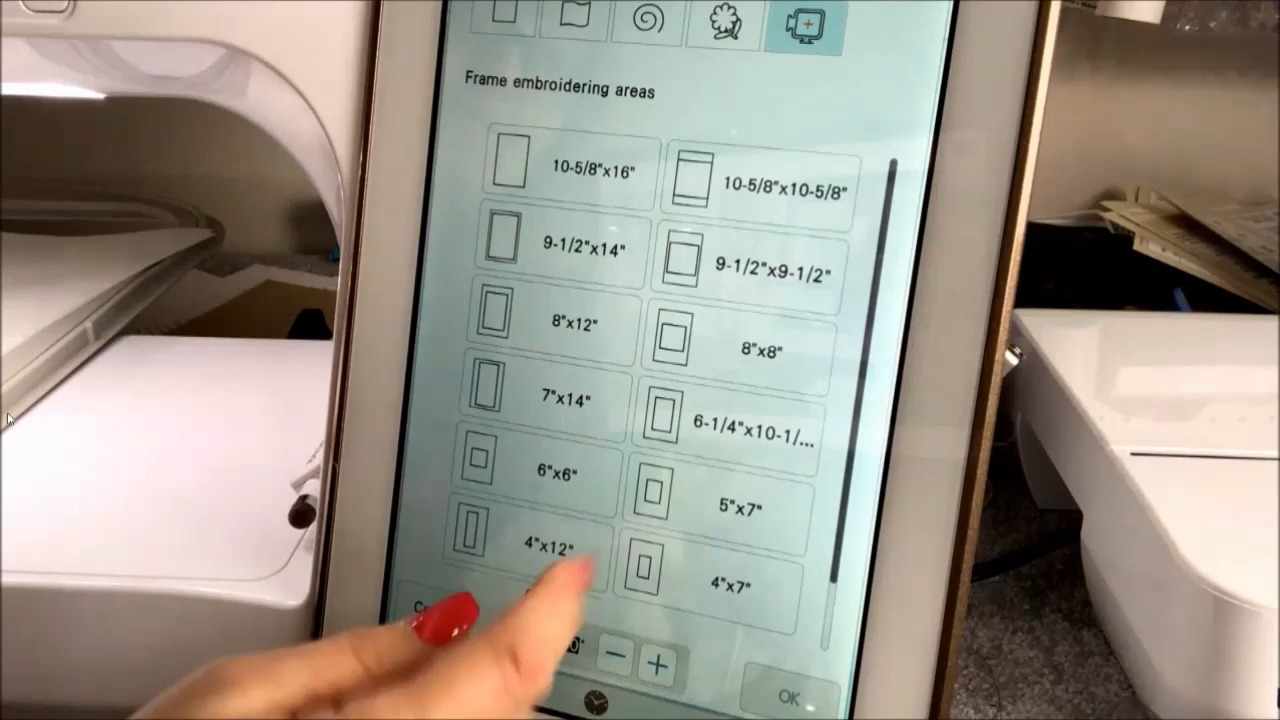 Frame embroidering areas
10-5/8"x16"
10-5/8"x10-5/8"
9-1/2"x14"
9-1/2"x9-1/2"
8"x12"
8"x8"
7"x14"
6-1/4"x10-1/...
6"x6"
5"x7"
4"x12"
4"x7"
OK